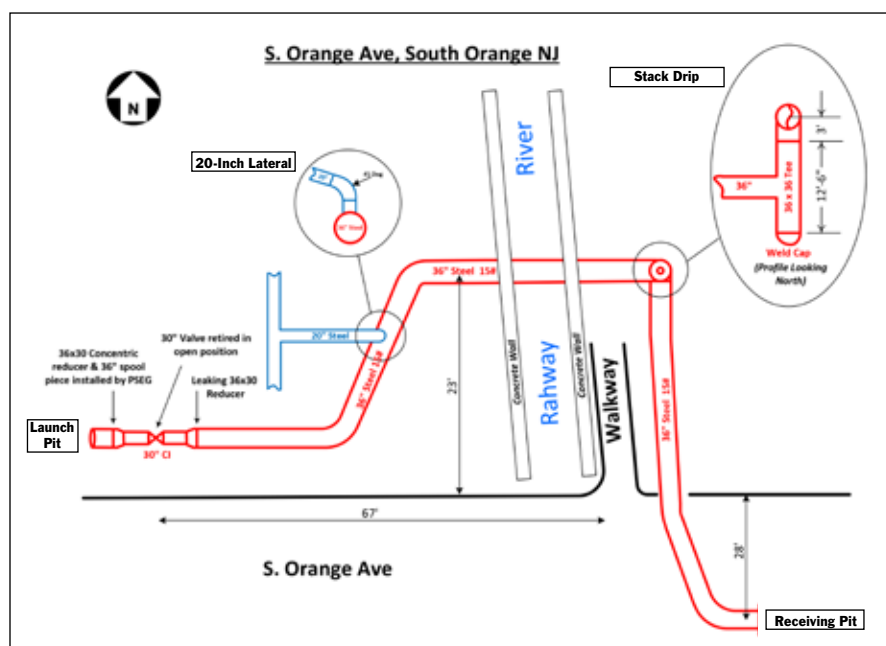 S. Orange Ave, South Orange NJ
N
Stack Drip
20-Inch Lateral
36" Steel
36"
36 x 36 Tee
3'
12'-6"
Weld Cap
(Profile Looking
North)
River
Rahway
Concrete Wall
Concrete Wall
36" Steel 15#
20" Steel
36" Steel 15#
36" Steel 15#
23'
Walkway
36x30 Concentric
reducer & 36" spool
piece installed by PSEG
30" Valve retired in
open position
Leaking 36x30
Reducer
Launch
Pit
30" CI
67'
S. Orange Ave
28'
Receiving Pit